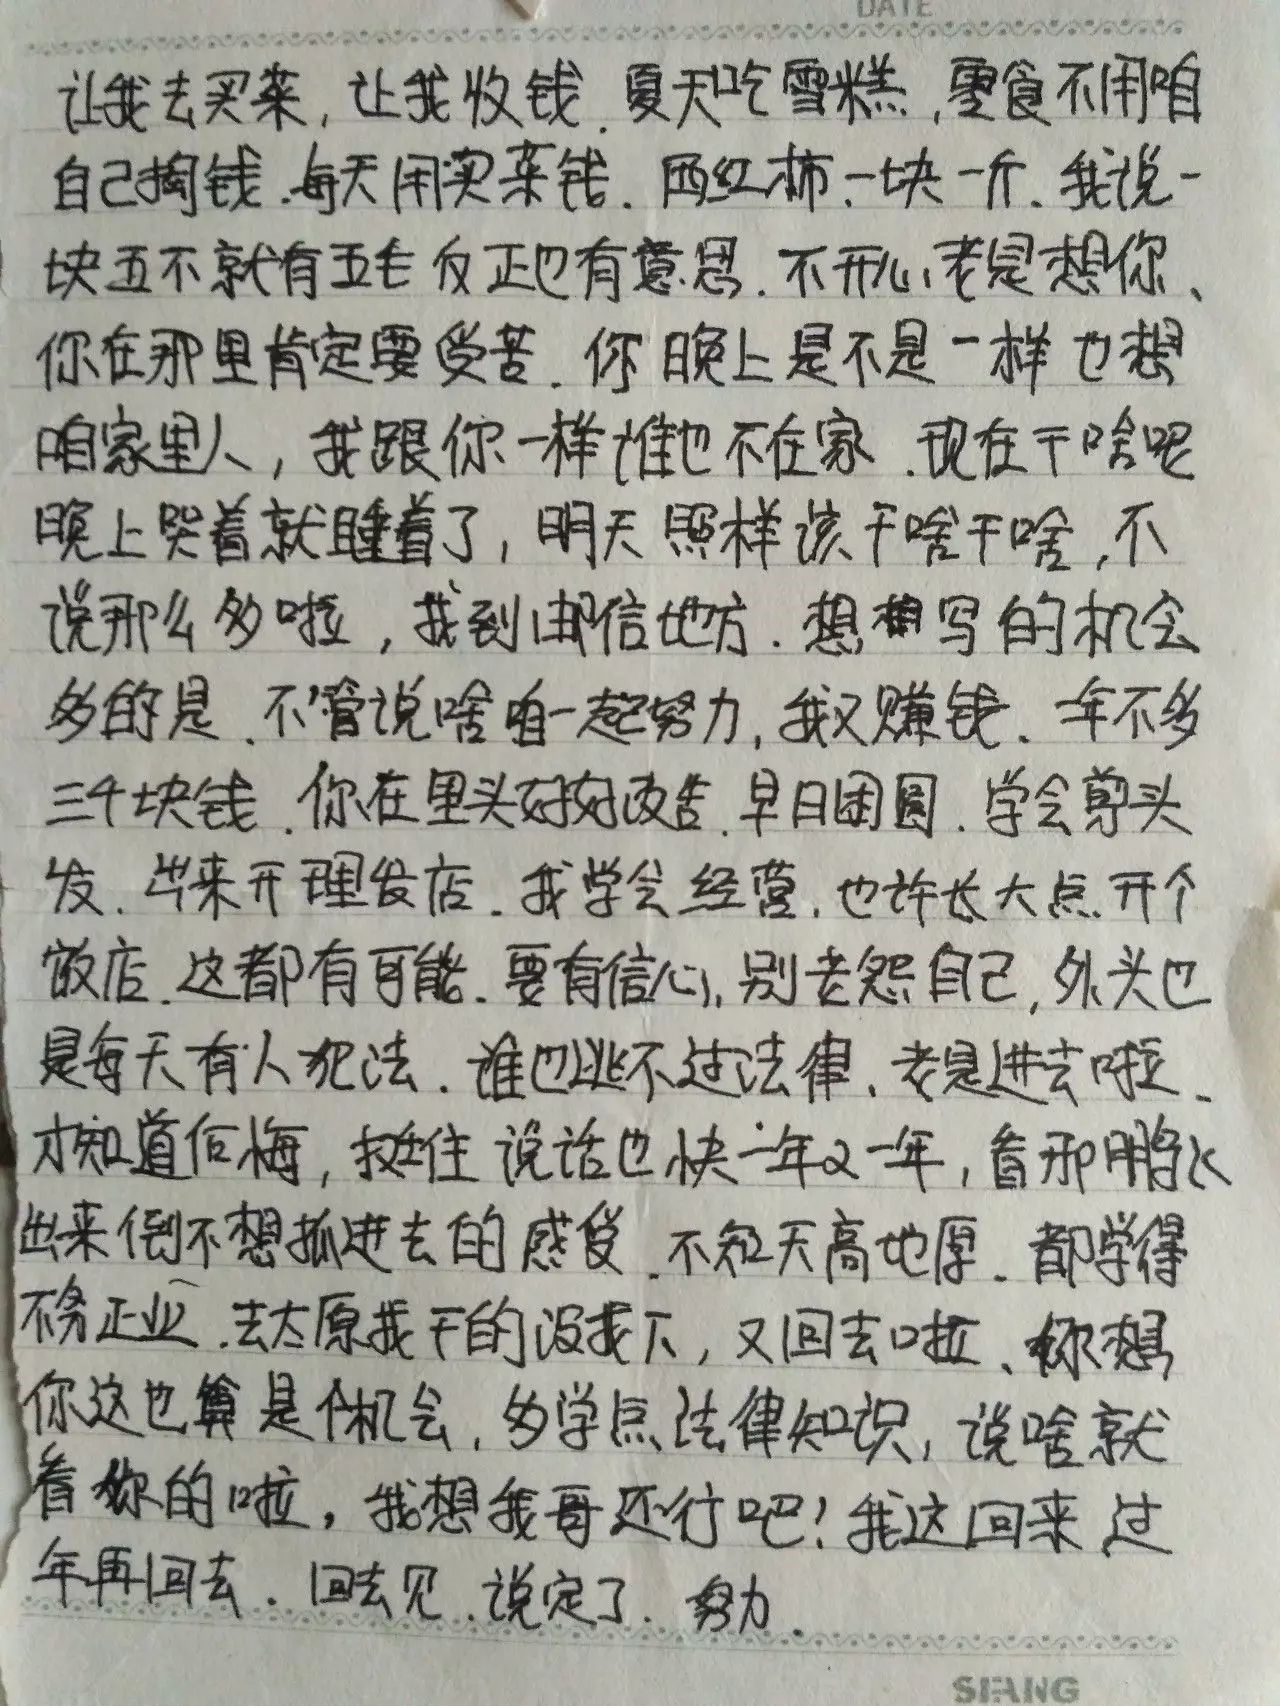 DATE
让我去买菜,让我收钱.夏天吃雪糕,零食不用咱
自己掏钱.每天用买菜钱.西红柿.一块一斤.我说一
块五不就有五毛反正也有意思.不开心老是想你、
你在那里肯定要受苦.你晚上是不是一样也想
咱家里人,我跟你一样谁也不在家.现在干啥呢
晚上哭着就睡着了,明天照样该干啥干啥,不
说那么多啦,我到邮信地方.想想写的机会
多的是.不管说啥咱一起努力,我又赚钱.一年不多
三千块钱.你在里头好好改造.早日团圆.学会剪头
发.出来开理发店.我学会经营.也许长大点开个
饭店.这都有可能.要有信心,别老怨自己,外头也
是每天有人犯法.谁也逃不过法律.老是进去啦、
才知道后悔,挺住说话也快一年又一年,看那鹏飞
出来倒不想抓进去的感受.不知天高地厚.都学得
不务正业.去太原找干的没找下,又回去啦、你想
你这也算是个机会,多学点法律知识,说啥就
看你的啦,我想我哥还行吧!我这回来过
年再回去.回去见.说定了.努力.
SIFANG